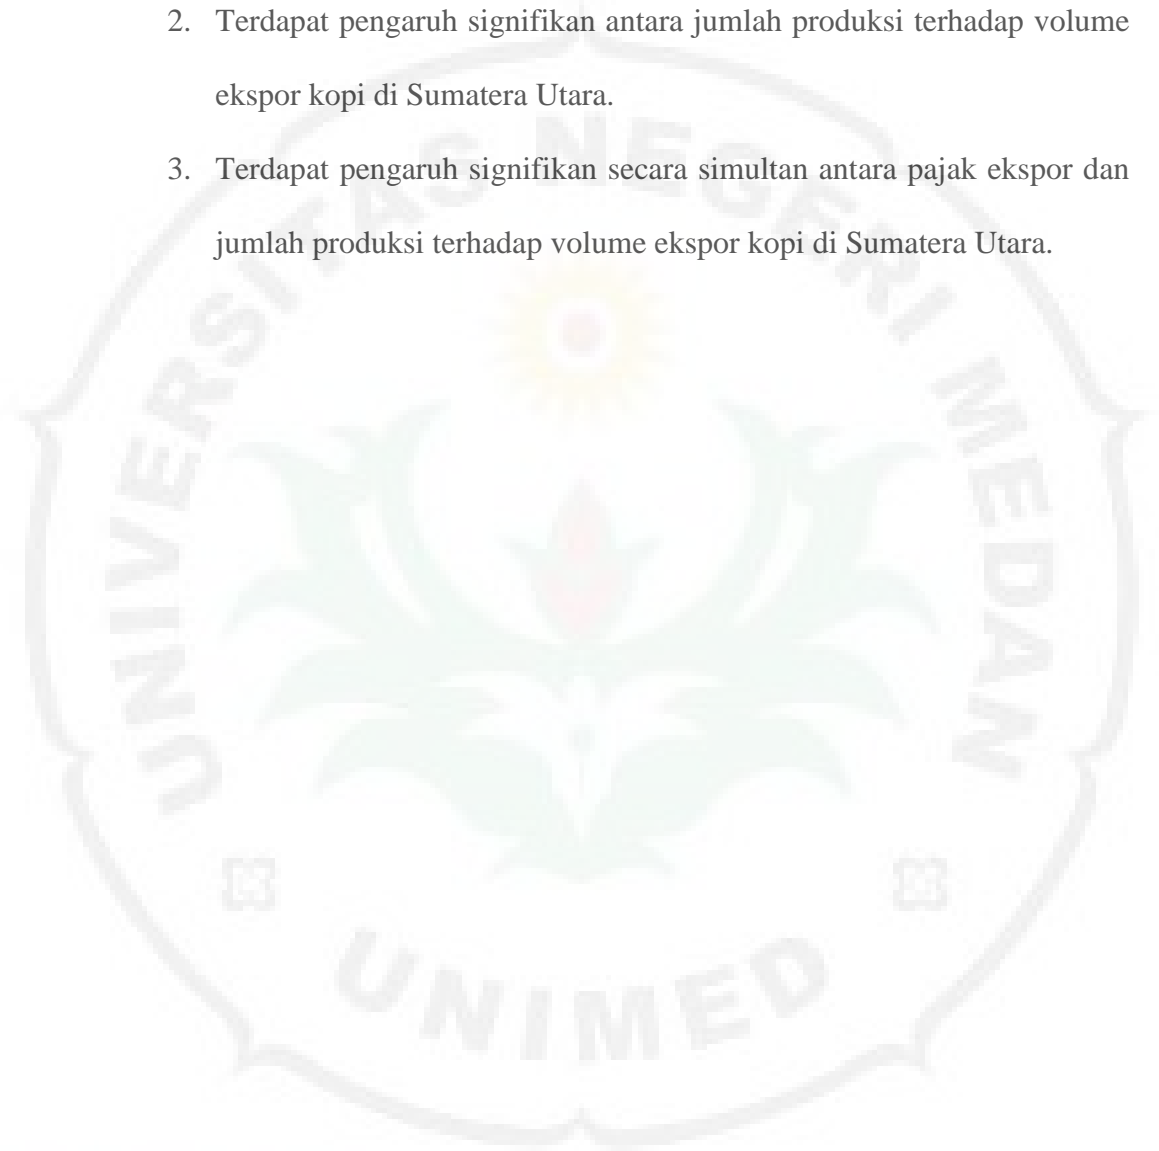 2. Terdapat pengaruh signifikan antara jumlah produksi terhadap volume
ekspor kopi di Sumatera Utara.
3. Terdapat pengaruh signifikan secara simultan antara pajak ekspor dan
jumlah produksi terhadap volume ekspor kopi di Sumatera Utara.
UNIVERSITAS NEGERI MEDAN
UNIMED